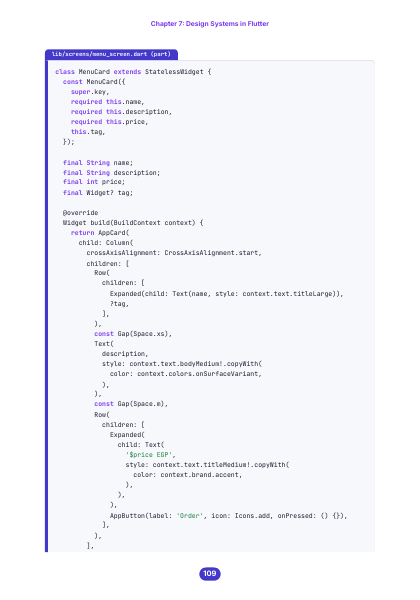 Chapter 7: Design Systems in Flutter
lib/screens/menu_screen.dart (part)
class MenuCard extends StatelessWidget {
  const MenuCard({
    super.key,
    required this.name,
    required this.description,
    required this.price,
    this.tag,
  });

  final String name;
  final String description;
  final int price;
  final Widget? tag;

  @override
  Widget build(BuildContext context) {
    return AppCard(
      child: Column(
        crossAxisAlignment: CrossAxisAlignment.start,
        children: [
          Row(
            children: [
              Expanded(child: Text(name, style: context.text.titleLarge)),
              ?tag,
            ],
          ),
          const Gap(Space.xs),
          Text(
            description,
            style: context.text.bodyMedium!.copyWith(
              color: context.colors.onSurfaceVariant,
            ),
          ),
          const Gap(Space.m),
          Row(
            children: [
              Expanded(
                child: Text(
                  '$price EGP',
                  style: context.text.titleMedium!.copyWith(
                    color: context.brand.accent,
                  ),
                ),
              ),
              AppButton(label: 'Order', icon: Icons.add, onPressed: () {}),
            ],
          ),
        ],
109